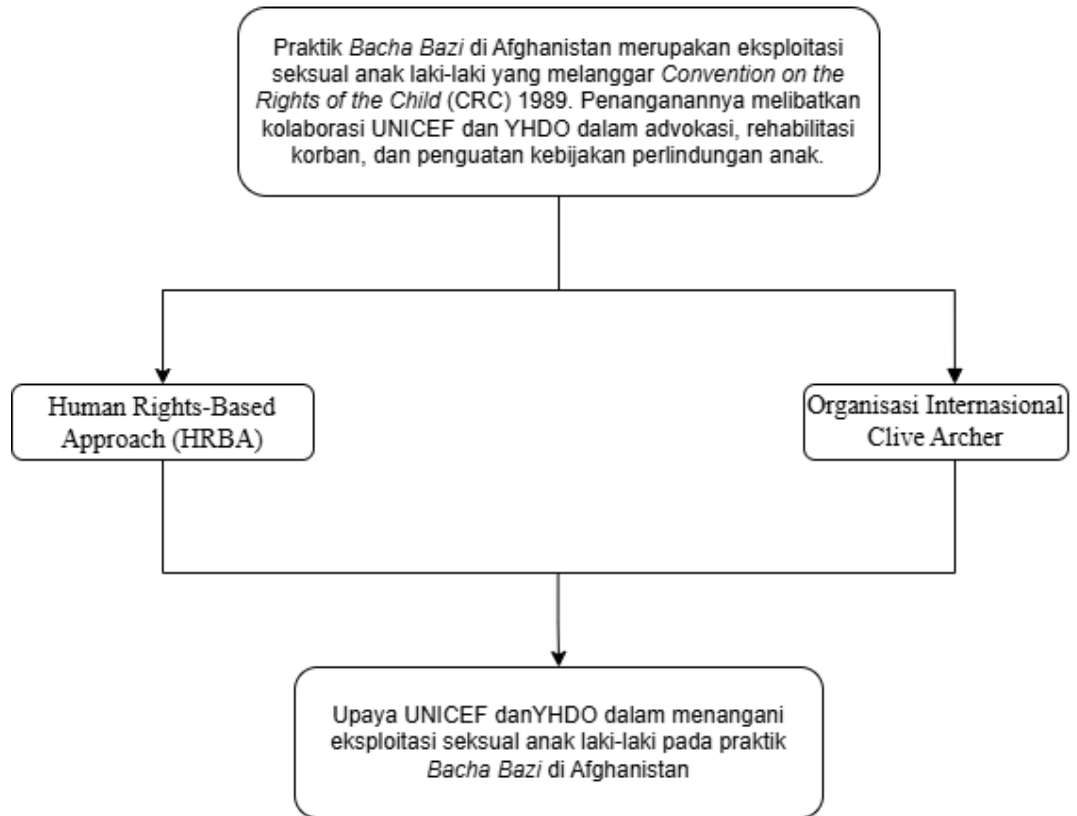 Praktik Bacha Bazi di Afghanistan merupakan eksploitasi
seksual anak laki-laki yang melanggar Convention on the
Rights of the Child (CRC) 1989. Penanganannya melibatkan
kolaborasi UNICEF dan YHDO dalam advokasi, rehabilitasi
korban, dan penguatan kebijakan perlindungan anak.
Human Rights-Based
Approach (HRBA)
Organisasi Internasional
Clive Archer
Upaya UNICEF danYHDO dalam menangani
eksploitasi seksual anak laki-laki pada praktik
Bacha Bazi di Afghanistan